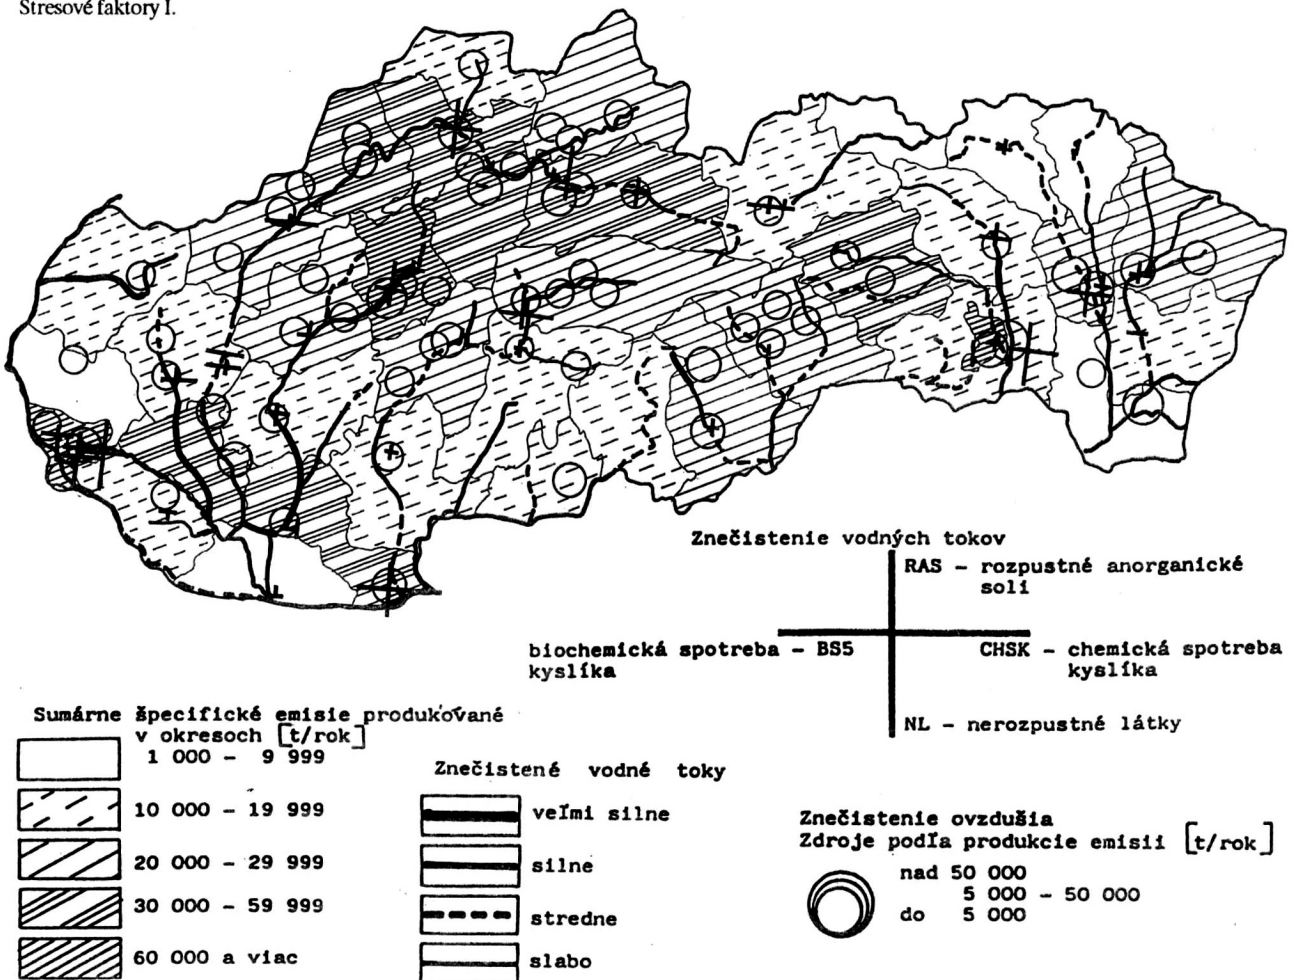 Stresové faktory I.
Znečistenie vodných tokov
RAS – rozpustné anorganické
soli
biochemická spotreba – BS5
kyslíka
CHSK – chemická spotreba
kyslíka
NL – nerozpustné látky
Sumárne špecifické emisie produkované
v okresoch [t/rok]
1 000 – 9 999
10 000 – 19 999
20 000 – 29 999
30 000 – 59 999
60 000 a viac
Znečistené vodné toky
veľmi silne
silne
stredne
slabo
Znečistenie ovzdušia
Zdroje podľa produkcie emisií [t/rok]
nad 50 000
5 000 – 50 000
do 5 000